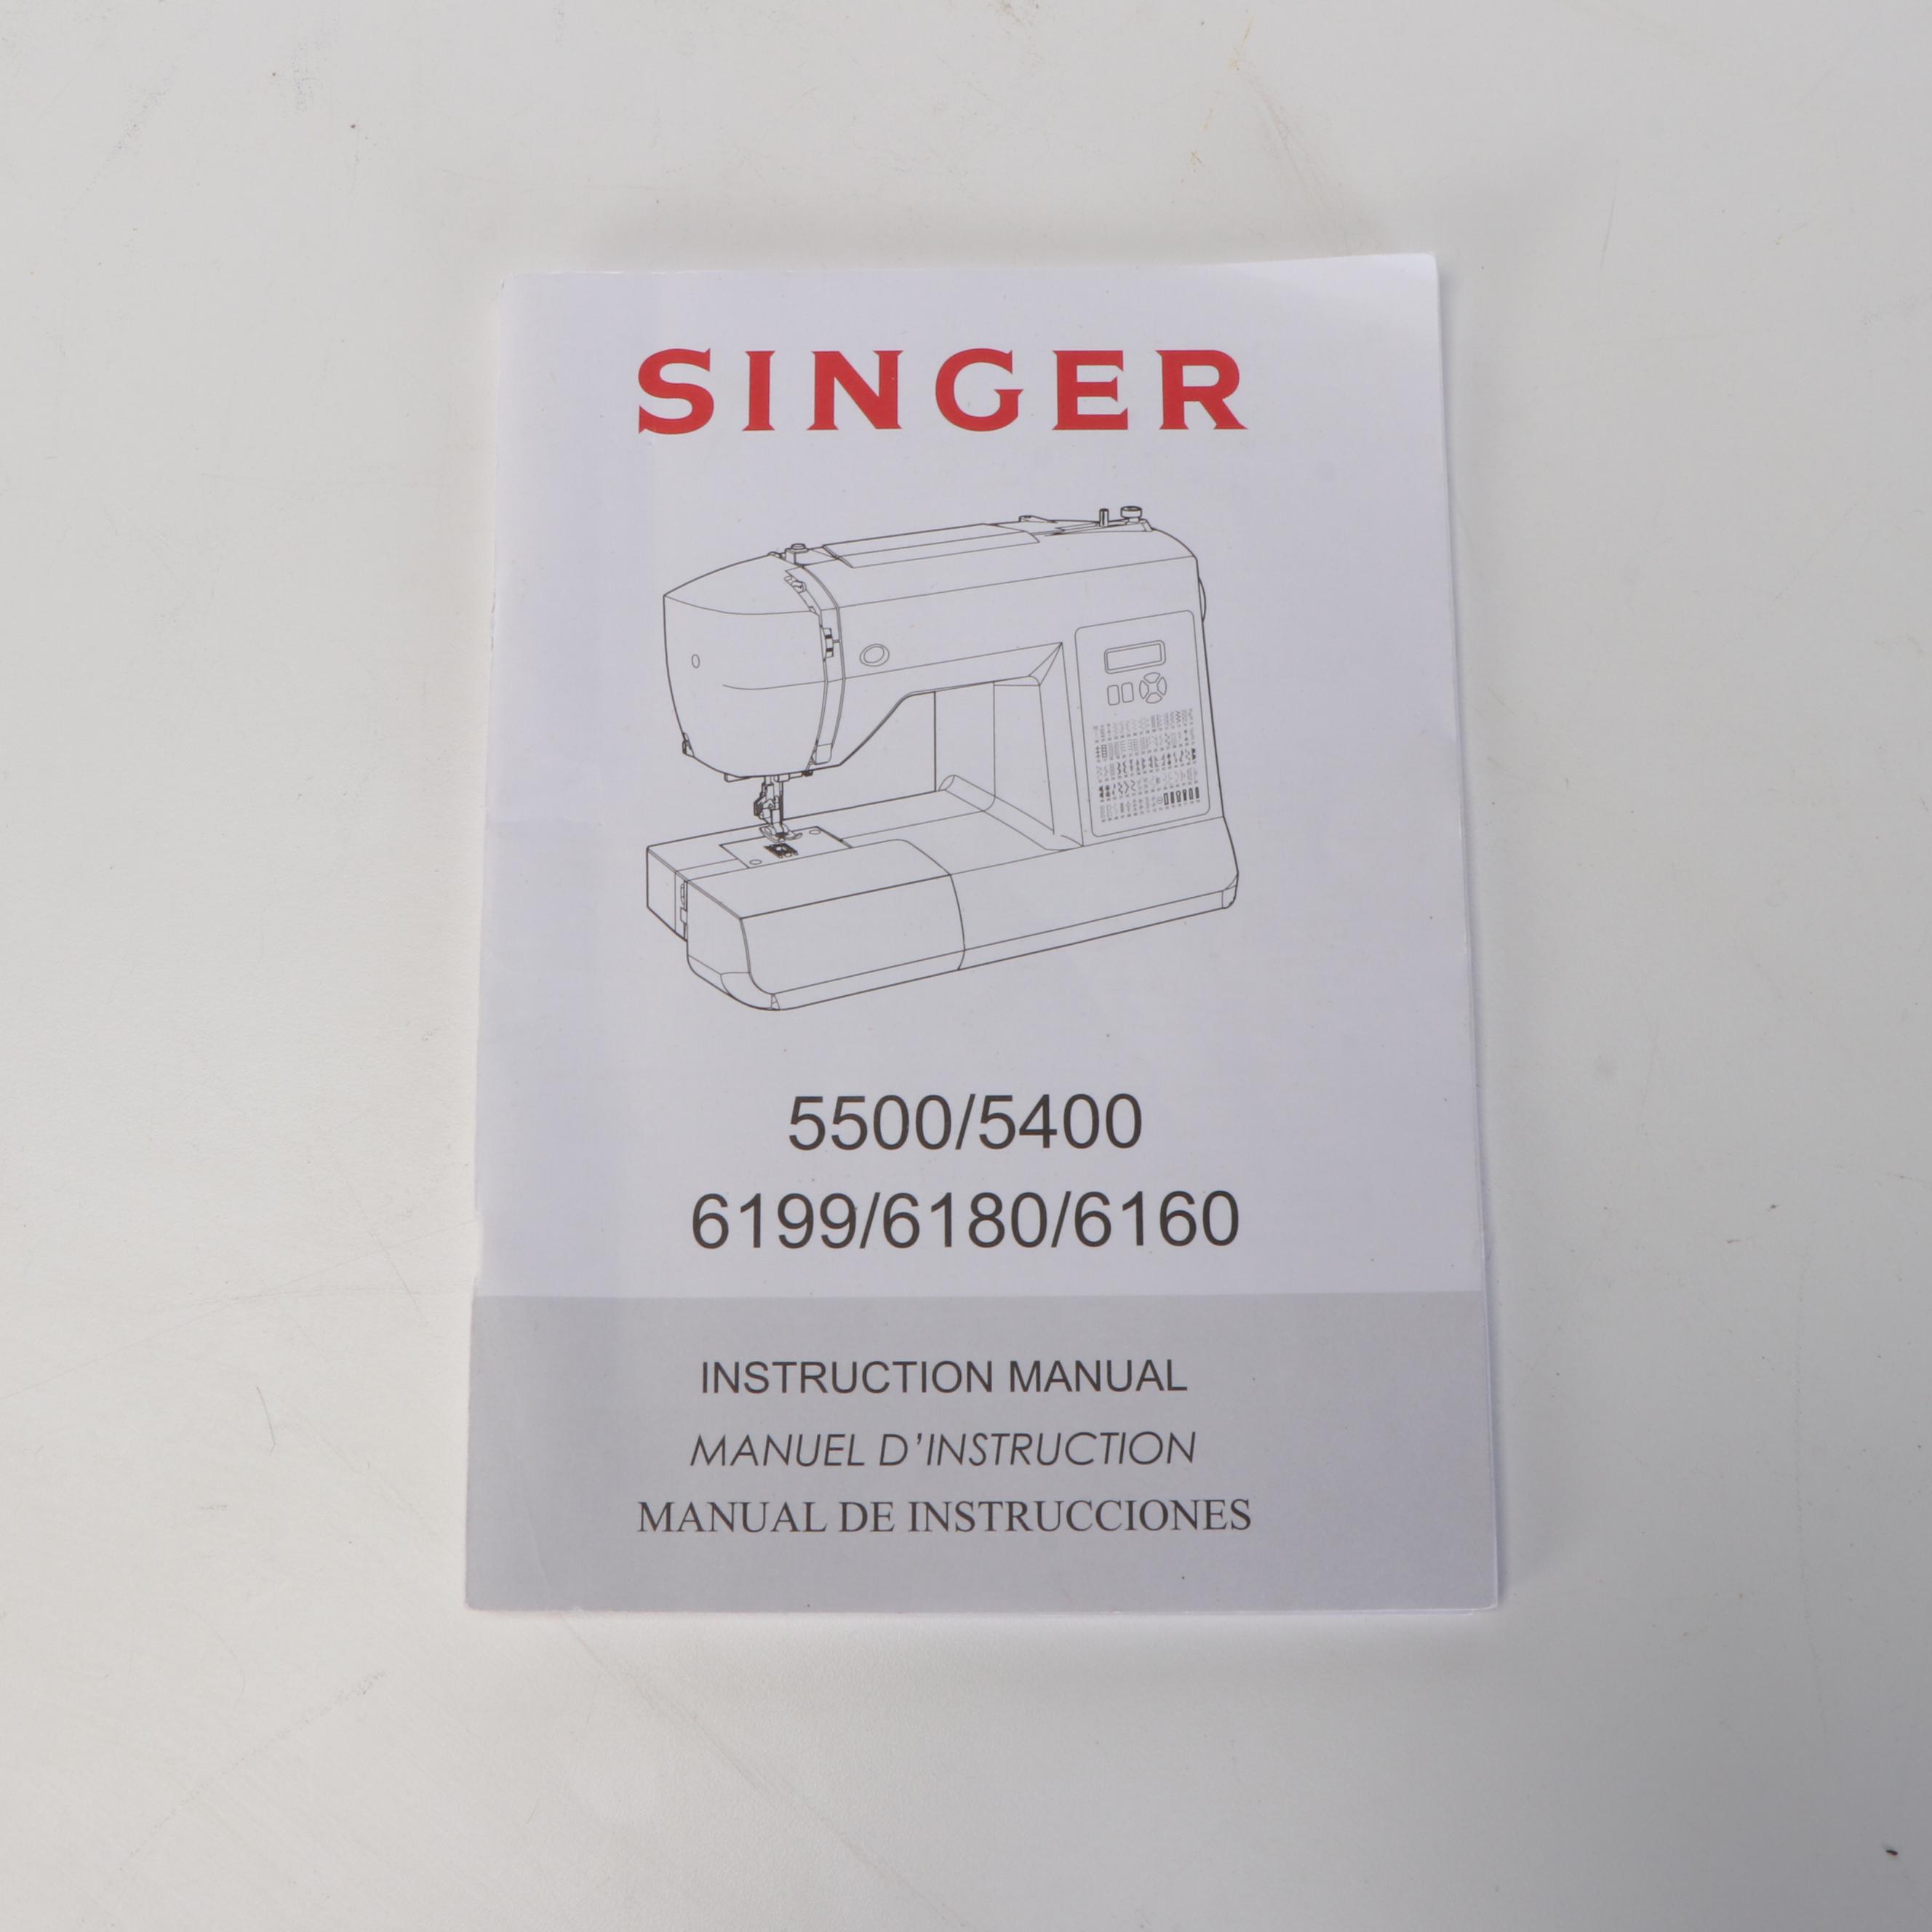 SINGER
5500/5400
6199/6180/6160
INSTRUCTION MANUAL
MANUEL D'INSTRUCTION
MANUAL DE INSTRUCCIONES